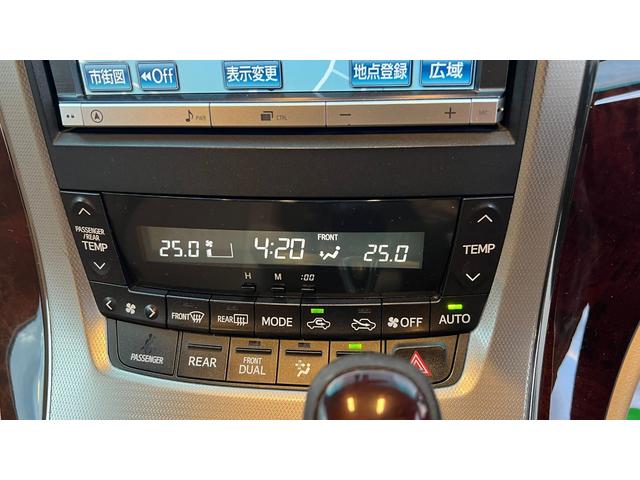 市街図 ◀◀Off 表示変更 地点登録 広域
PWR CTRL − + MIC
PASSENGER/REAR TEMP 25.0 4:20 FRONT 25.0 TEMP
H M :00
FRONT REAR MODE OFF AUTO
PASSENGER REAR FRONT DUAL